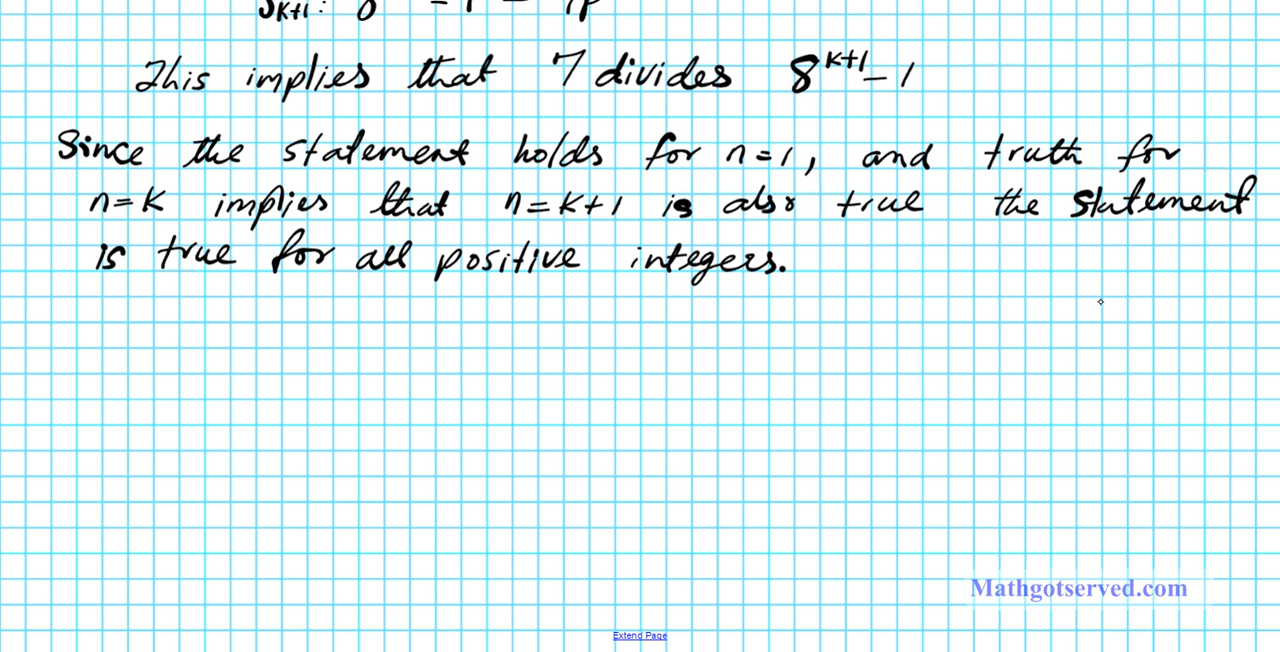 This implies that 7 divides 8^{k+1} - 1
Since the statement holds for n=1, and truth for
n=k implies that n=k+1 is also true the statement
is true for all positive integers.
Mathgotserved.com
Extend Page